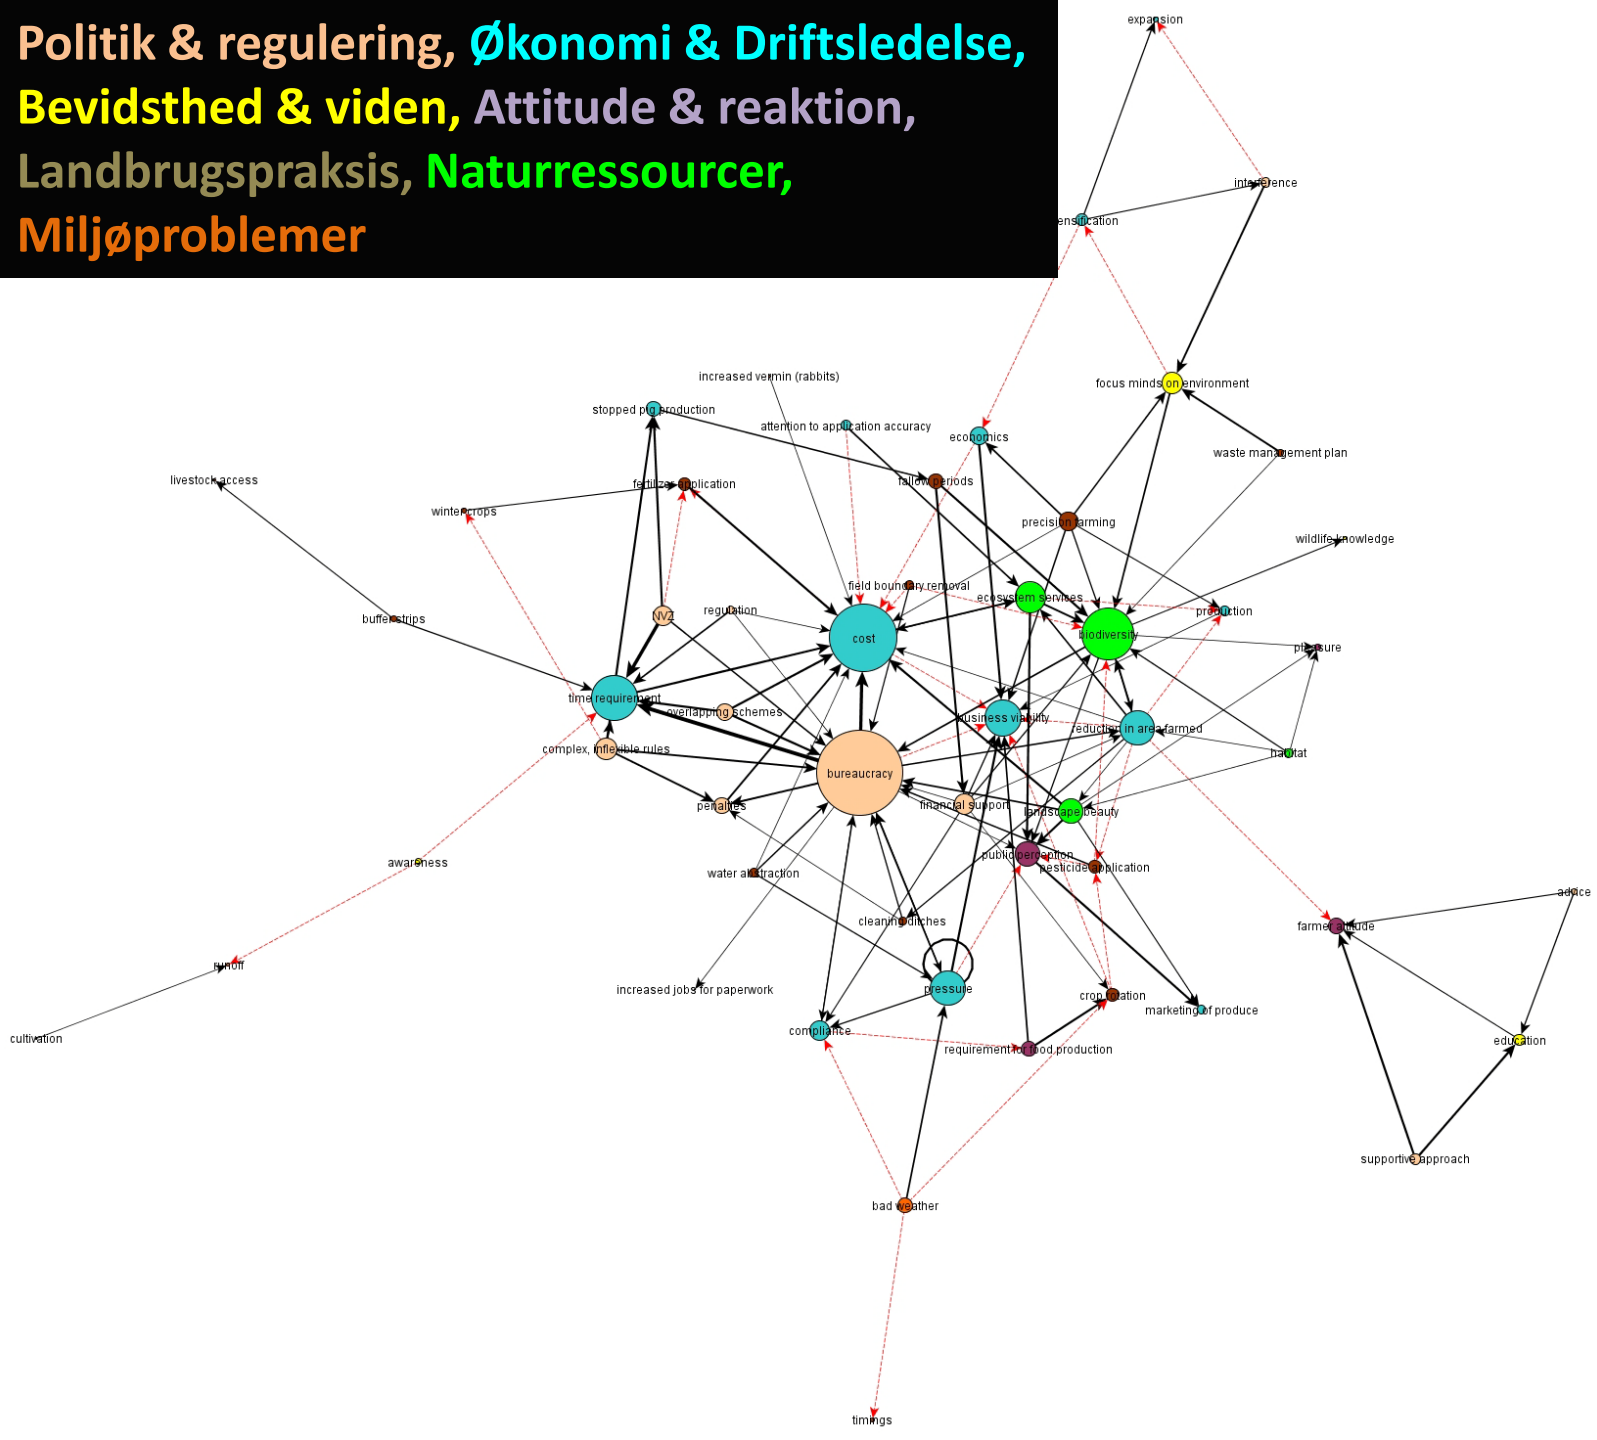 Politik & regulering, Økonomi & Driftsledelse,
Bevidsthed & viden, Attitude & reaktion,
Landbrugspraksis, Naturressourcer,
Miljøproblemer
expansion
inteference
ensification
increased vermin (rabbits)
focus minds on environment
stopped pig production
attention to application accuracy
economics
waste management plan
livestock access
fertilizer application
fallow periods
winter crops
precision farming
wildlife knowledge
field boundary removal
ecosystem services
buffer strips
NVZ
regulation
production
cost
biodiversity
pleasure
time requirement
overlapping schemes
business viability
reduction in area farmed
complex, inflexible rules
habitat
bureaucracy
penalties
financial support
landscape beauty
awareness
public perception
pesticide application
water abstraction
advice
cleaning ditches
farmer attitude
runoff
increased jobs for paperwork
pressure
crop rotation
marketing of produce
cultivation
compliance
requirement for food production
education
supportive approach
bad weather
timings